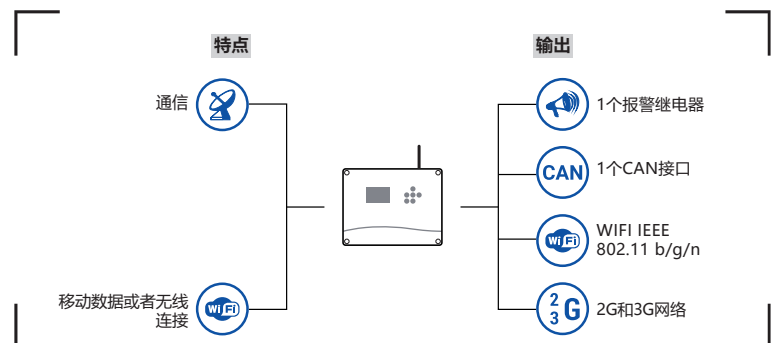 特点
输出
通信
移动数据或者无线
连接
WiFi
1个报警继电器
CAN
1个CAN接口
WiFi
WIFI IEEE
802.11 b/g/n
2
3 G
2G和3G网络